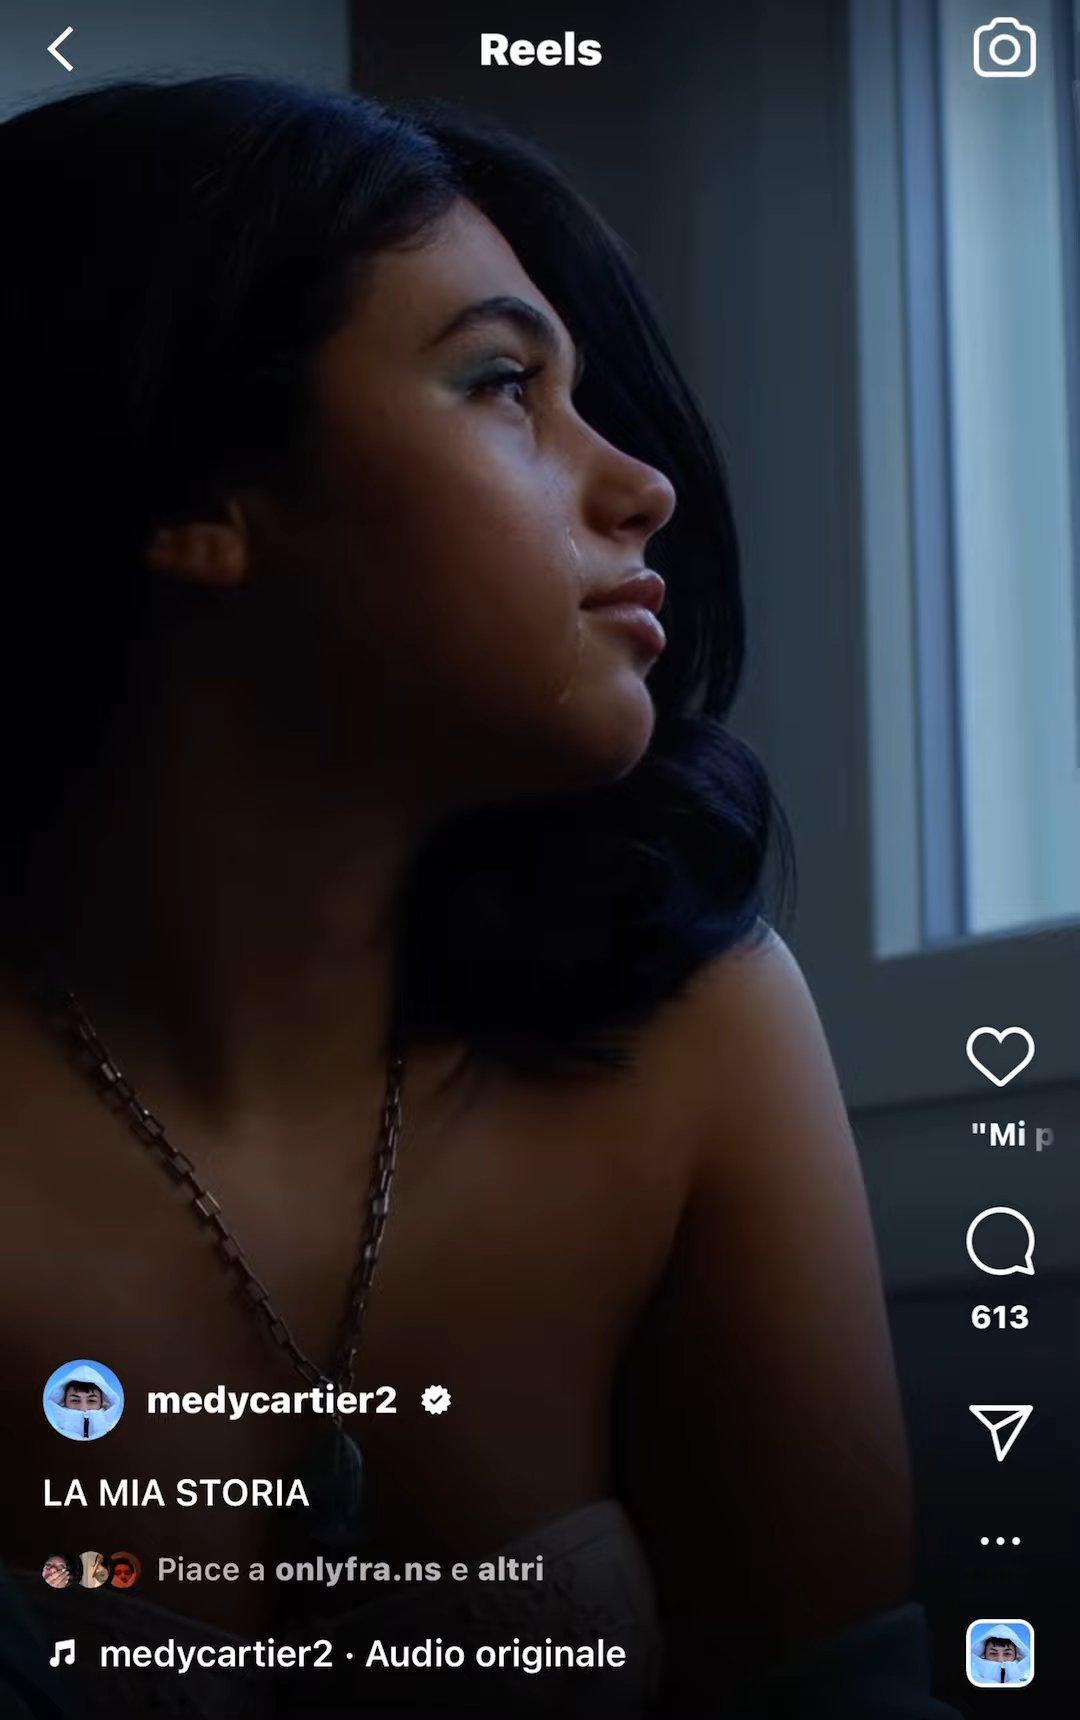 Reels
"Mi p
613
medycartier2
LA MIA STORIA
Piace a onlyfra.ns e altri
medycartier2 · Audio originale